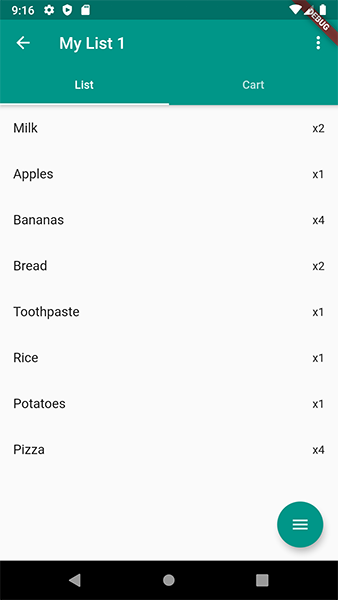 9:16
DEBUG
My List 1
List Cart
Milk x2
Apples x1
Bananas x4
Bread x2
Toothpaste x1
Rice x1
Potatoes x1
Pizza x4